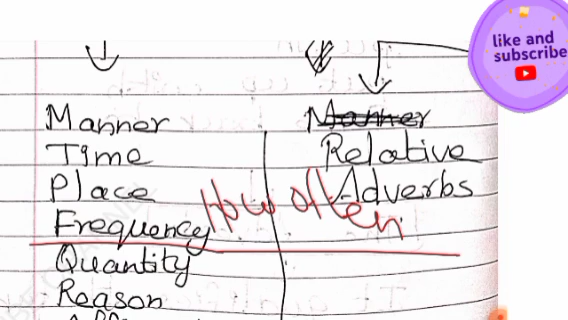 like and
subscribe
Manner
Manner
Time
Relative
Place
Adverbs
How often
Frequency
Quantity
Reason